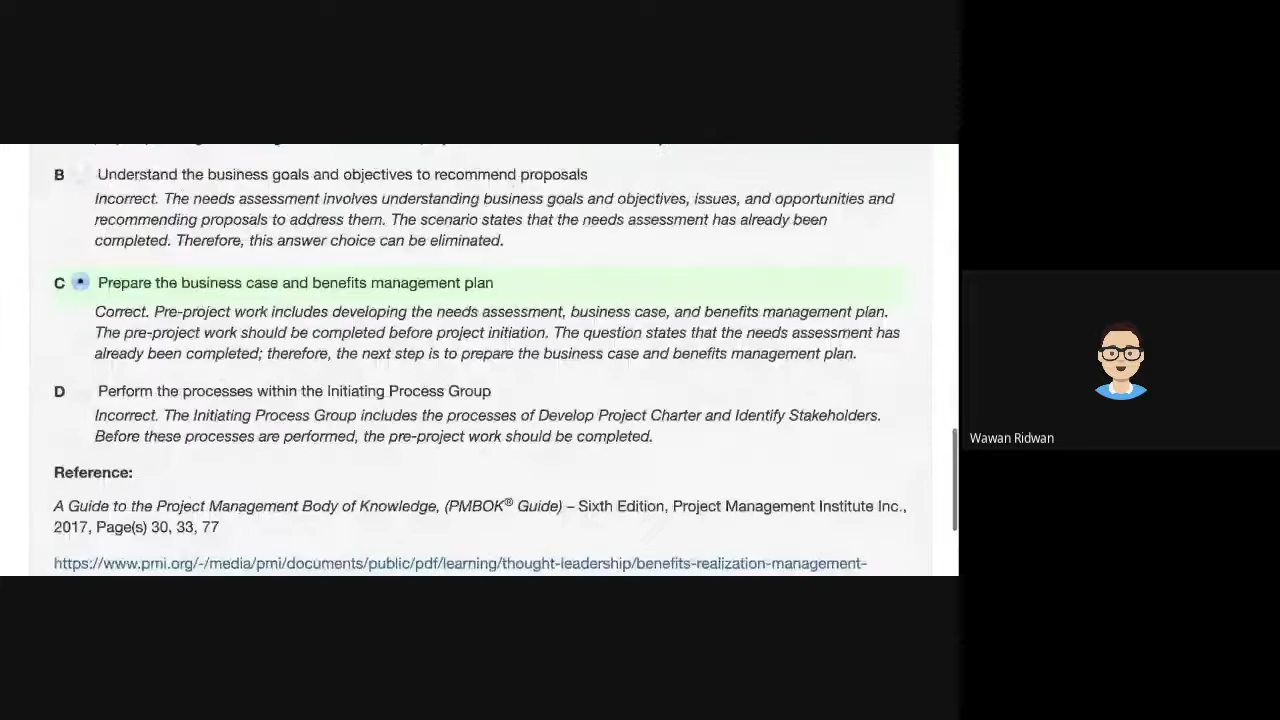 B Understand the business goals and objectives to recommend proposals
Incorrect. The needs assessment involves understanding business goals and objectives, issues, and opportunities and
recommending proposals to address them. The scenario states that the needs assessment has already been
completed. Therefore, this answer choice can be eliminated.
C Prepare the business case and benefits management plan
Correct. Pre-project work includes developing the needs assessment, business case, and benefits management plan.
The pre-project work should be completed before project initiation. The question states that the needs assessment has
already been completed; therefore, the next step is to prepare the business case and benefits management plan.
D Perform the processes within the Initiating Process Group
Incorrect. The Initiating Process Group includes the processes of Develop Project Charter and Identify Stakeholders.
Before these processes are performed, the pre-project work should be completed.
Reference:
A Guide to the Project Management Body of Knowledge, (PMBOK® Guide) – Sixth Edition, Project Management Institute Inc.,
2017, Page(s) 30, 33, 77
https://www.pmi.org/-/media/pmi/documents/public/pdf/learning/thought-leadership/benefits-realization-management-
Wawan Ridwan